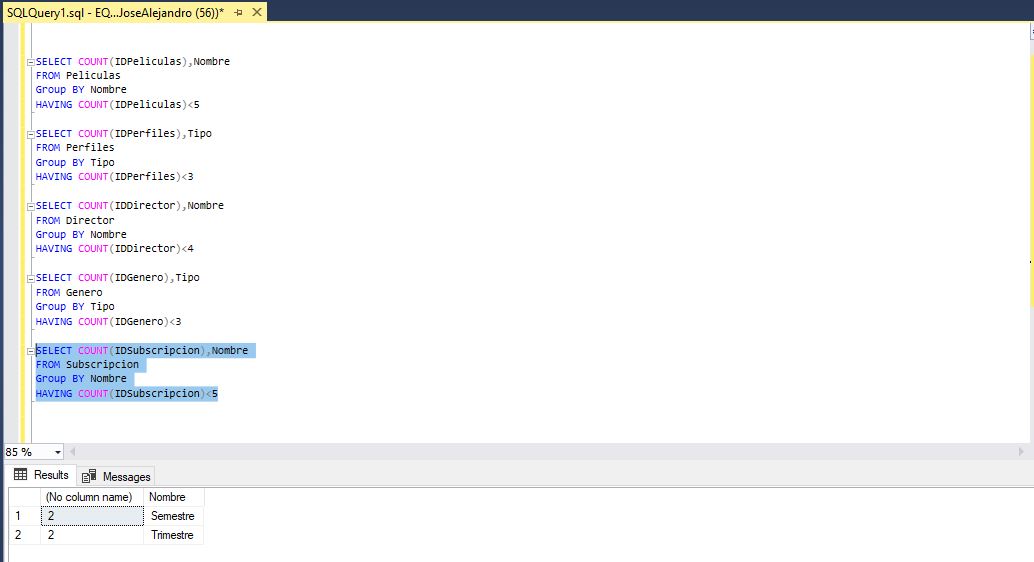 SQLQuery1.sql - EQ...JoseAlejandro (56))*
SELECT COUNT(IDPeliculas),Nombre
FROM Peliculas
Group BY Nombre
HAVING COUNT(IDPeliculas)<5
SELECT COUNT(IDPerfiles),Tipo
FROM Perfiles
Group BY Tipo
HAVING COUNT(IDPerfiles)<3
SELECT COUNT(IDDirector),Nombre
FROM Director
Group BY Nombre
HAVING COUNT(IDDirector)<4
SELECT COUNT(IDGenero),Tipo
FROM Genero
Group BY Tipo
HAVING COUNT(IDGenero)<3
SELECT COUNT(IDSubscripcion),Nombre
FROM Subscripcion
Group BY Nombre
HAVING COUNT(IDSubscripcion)<5
85 %
Results Messages
(No column name) Nombre
1 2 Semestre
2 2 Trimestre